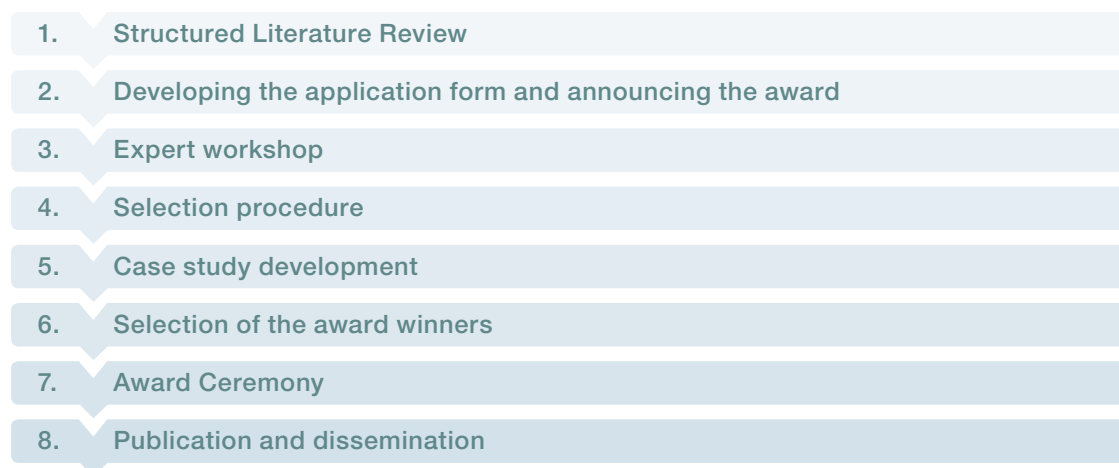 1. Structured Literature Review
2. Developing the application form and announcing the award
3. Expert workshop
4. Selection procedure
5. Case study development
6. Selection of the award winners
7. Award Ceremony
8. Publication and dissemination